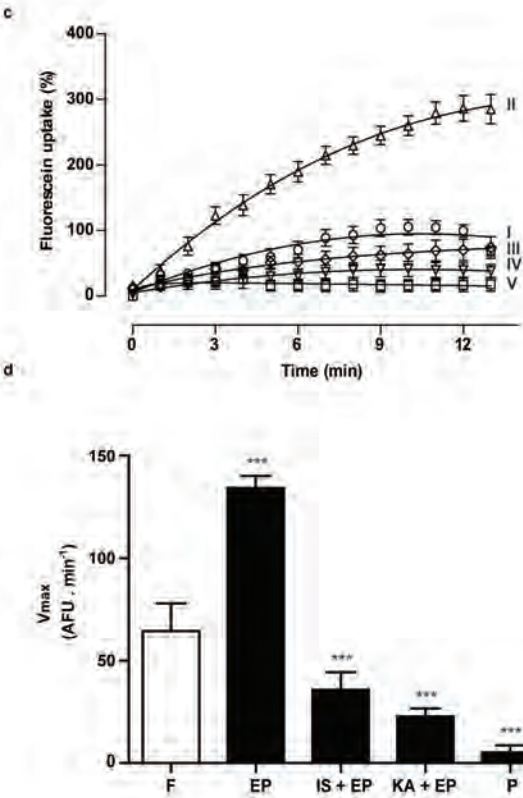 c
400
300
200
100
0
Fluorescein uptake (%)
II
I
III
IV
V
0 3 6 9 12
Time (min)
d
150
100
50
0
Vmax
(AFU . min⁻¹)
***
***
***
***
F EP IS + EP KA + EP P